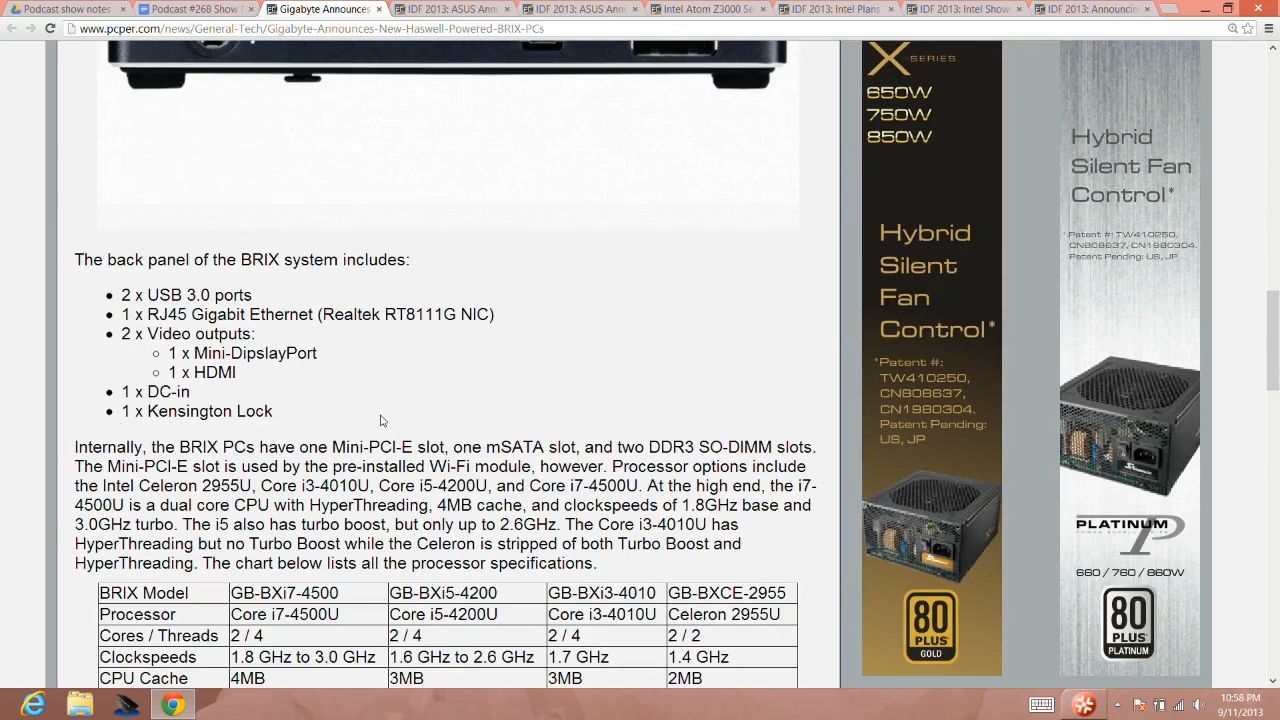 Podcast show notes
Podcast #268 Show
Gigabyte Announces
IDF 2013: ASUS Ann
IDF 2013: ASUS Ann
Intel Atom Z3000 Se
IDF 2013: Intel Plans
IDF 2013: Intel Show
IDF 2013: Announcin
www.pcper.com/news/General-Tech/Gigabyte-Announces-New-Haswell-Powered-BRIX-PCs
The back panel of the BRIX system includes:
2 x USB 3.0 ports
1 x RJ45 Gigabit Ethernet (Realtek RT8111G NIC)
2 x Video outputs:
1 x Mini-DipslayPort
1 x HDMI
1 x DC-in
1 x Kensington Lock
Internally, the BRIX PCs have one Mini-PCI-E slot, one mSATA slot, and two DDR3 SO-DIMM slots.
The Mini-PCI-E slot is used by the pre-installed Wi-Fi module, however. Processor options include
the Intel Celeron 2955U, Core i3-4010U, Core i5-4200U, and Core i7-4500U. At the high end, the i7-
4500U is a dual core CPU with HyperThreading, 4MB cache, and clockspeeds of 1.8GHz base and
3.0GHz turbo. The i5 also has turbo boost, but only up to 2.6GHz. The Core i3-4010U has
HyperThreading but no Turbo Boost while the Celeron is stripped of both Turbo Boost and
HyperThreading. The chart below lists all the processor specifications.
BRIX Model GB-BXi7-4500 GB-BXi5-4200 GB-BXi3-4010 GB-BXCE-2955
Processor Core i7-4500U Core i5-4200U Core i3-4010U Celeron 2955U
Cores / Threads 2 / 4 2 / 4 2 / 4 2 / 2
Clockspeeds 1.8 GHz to 3.0 GHz 1.6 GHz to 2.6 GHz 1.7 GHz 1.4 GHz
CPU Cache 4MB 3MB 3MB 2MB
X SERIES
650W
750W
850W
Hybrid
Silent
Fan
Control*
*Patent #:
TW410250,
CN808637,
CN1980304.
Patent Pending:
US, JP
80
PLUS
GOLD
Hybrid
Silent Fan
Control*
*Patent #: TW410250,
CN808637, CN1980304.
Patent Pending: US, JP
PLATINUM
P
660 / 760 / 860W
80
PLUS
PLATINUM
10:58 PM
9/11/2013